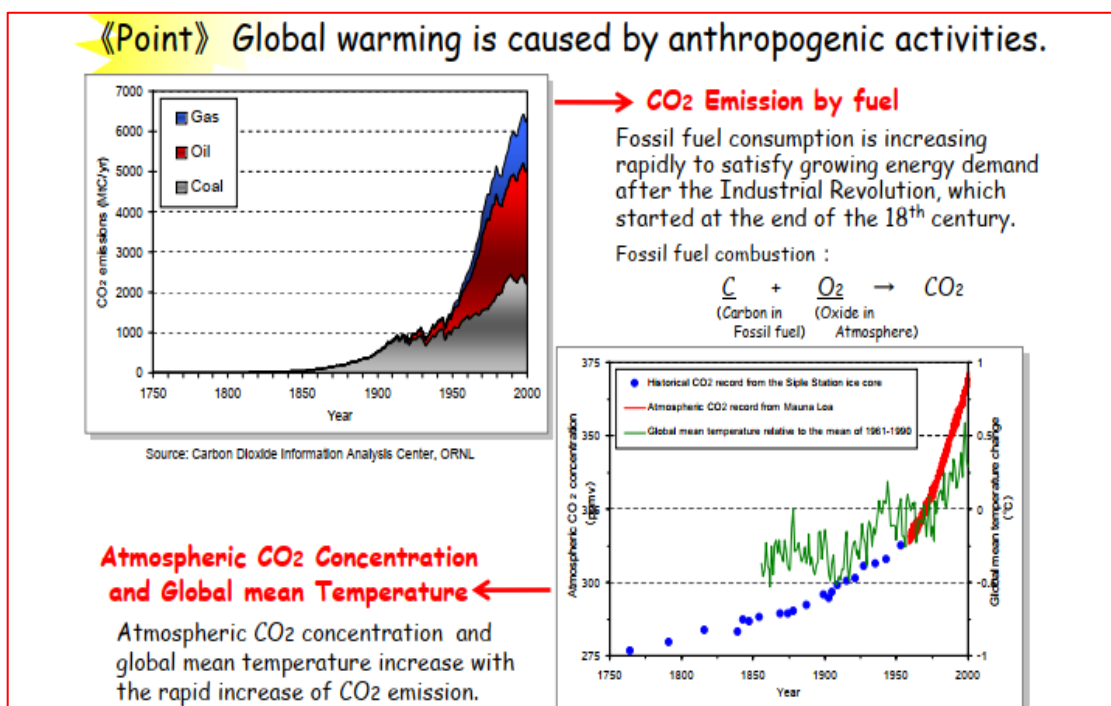 《Point》 Global warming is caused by anthropogenic activities.
7000
6000
5000
4000
3000
2000
1000
0
CO2 emissions (MtC/yr)
Gas
Oil
Coal
1750 1800 1850 1900 1950 2000
Year
Source: Carbon Dioxide Information Analysis Center, ORNL
CO2 Emission by fuel
Fossil fuel consumption is increasing
rapidly to satisfy growing energy demand
after the Industrial Revolution, which
started at the end of the 18th century.
Fossil fuel combustion :
C + O2 → CO2
(Carbon in (Oxide in
Fossil fuel) Atmosphere)
Atmospheric CO2 Concentration
and Global mean Temperature
Atmospheric CO2 concentration and
global mean temperature increase with
the rapid increase of CO2 emission.
375
350
325
300
275
Atmospheric CO2 concentration
(ppmv)
Historical CO2 record from the Siple Station ice core
Atmospheric CO2 record from Mauna Loa
Global mean temperature relative to the mean of 1961-1990
1
0.5
0
-0.5
-1
Global mean temperature change
(°C)
1750 1800 1850 1900 1950 2000
Year